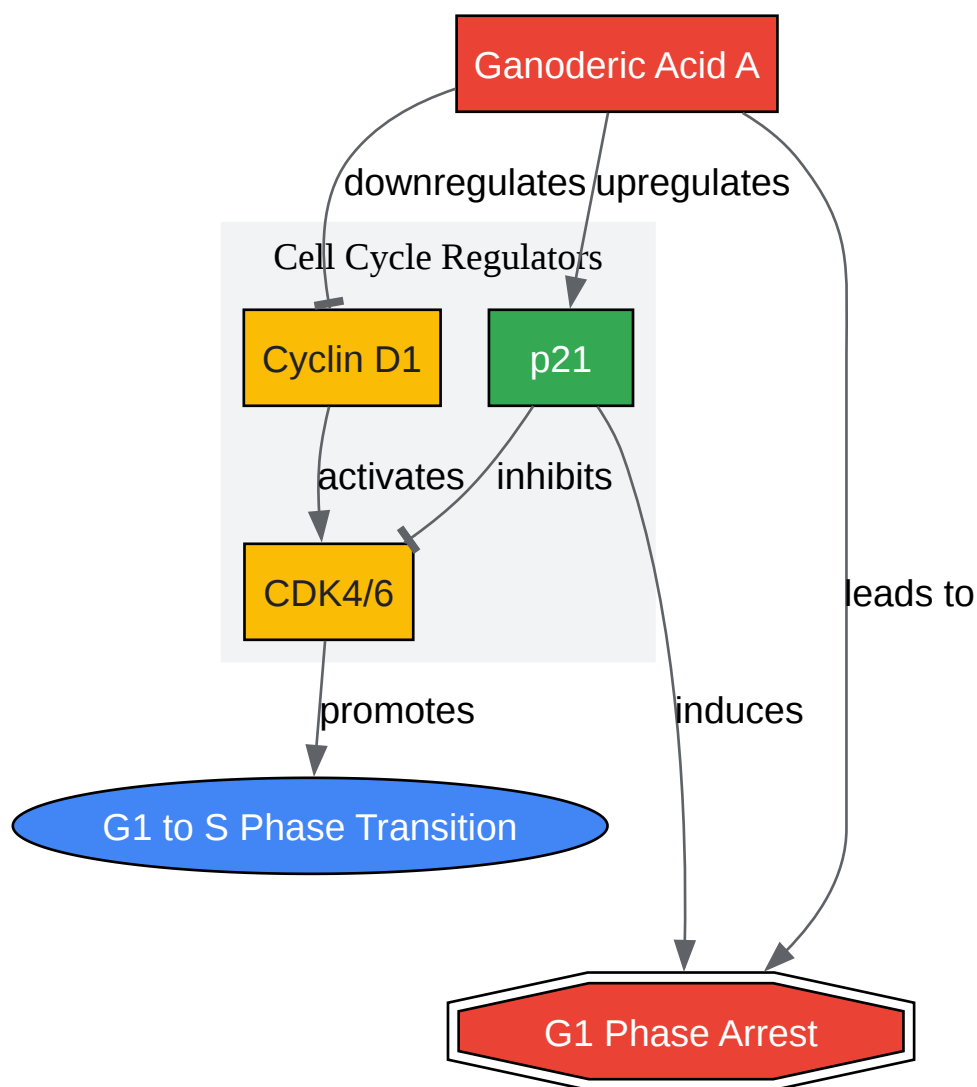 Ganoderic Acid A
downregulates
upregulates
Cell Cycle Regulators
Cyclin D1
p21
activates
inhibits
CDK4/6
leads to
promotes
induces
G1 to S Phase Transition
G1 Phase Arrest